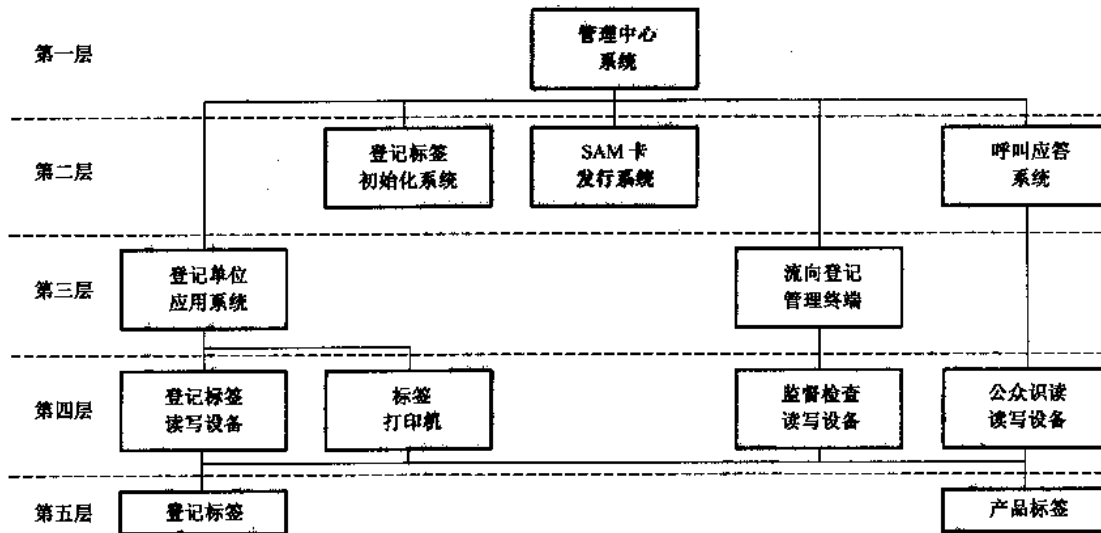 第一层
管理中心
系统
第二层
登记标签
初始化系统
SAM 卡
发行系统
呼叫应答
系统
第三层
登记单位
应用系统
流向登记
管理终端
第四层
登记标签
读写设备
标签
打印机
监督检查
读写设备
公众识读
读写设备
第五层
登记标签
产品标签